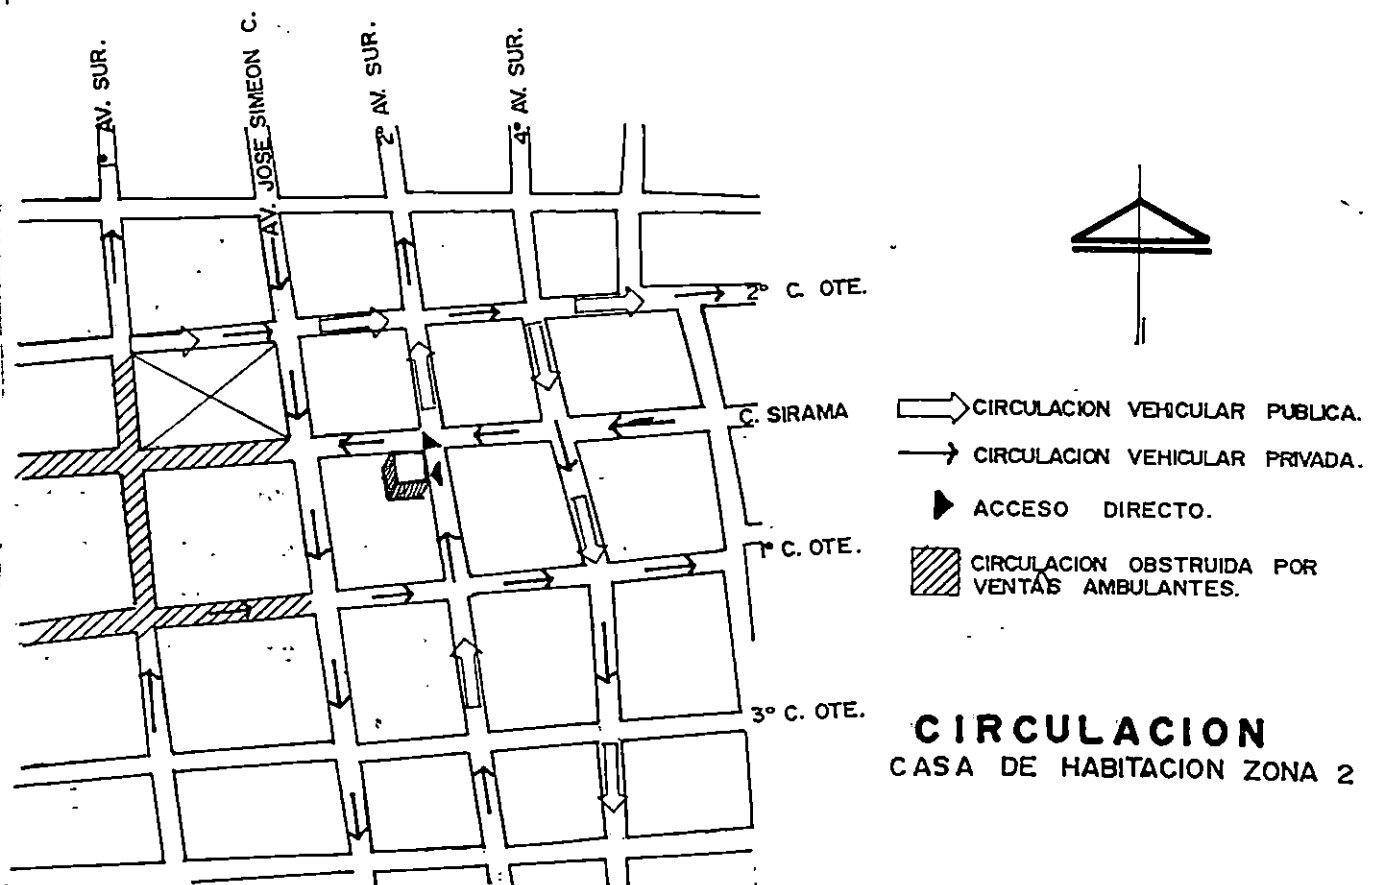 ° AV. SUR.
AV. JOSE SIMEON C.
2° AV. SUR.
4° AV. SUR.
2° C. OTE.
C. SIRAMA
1° C. OTE.
3° C. OTE.
CIRCULACION VEHICULAR PUBLICA.
CIRCULACION VEHICULAR PRIVADA.
ACCESO DIRECTO.
CIRCULACION OBSTRUIDA POR
VENTAS AMBULANTES.
CIRCULACION
CASA DE HABITACION ZONA 2